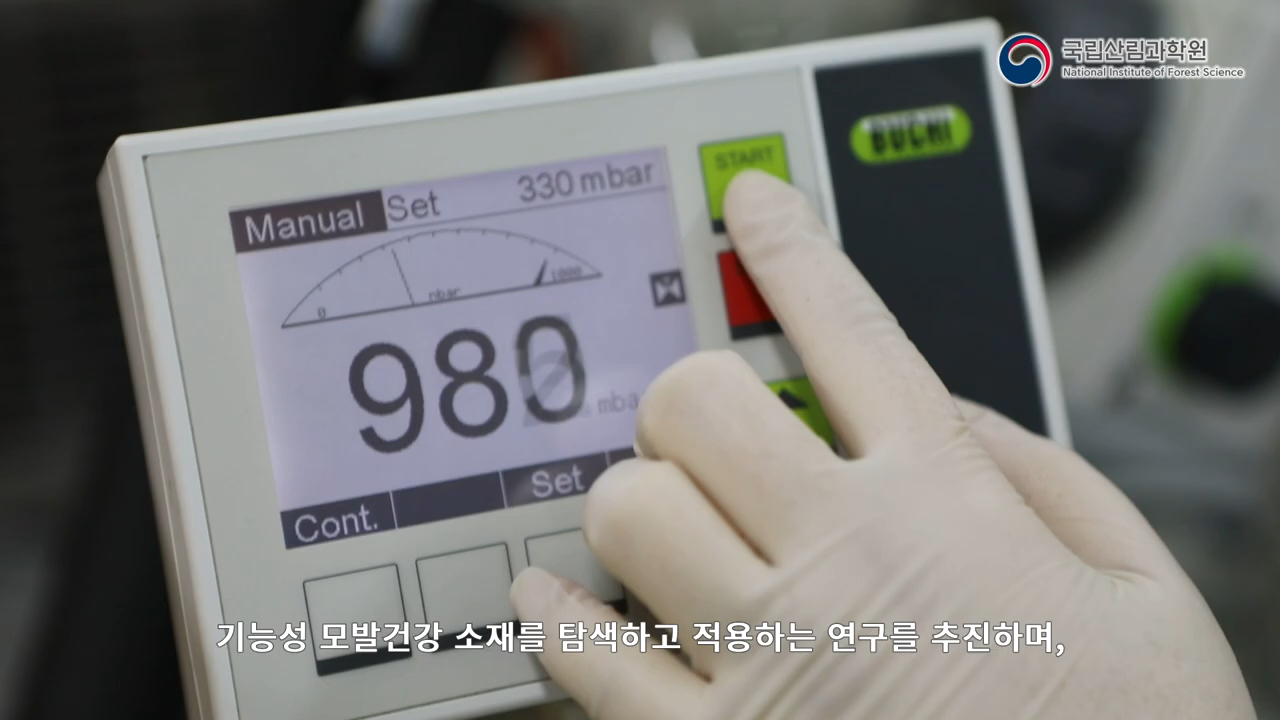 국립산림과학원
National Institute of Forest Science
BUCHI
START
Manual Set 330 mbar
0 mbar 1000
980 mba
Cont. Set
기능성 모발건강 소재를 탐색하고 적용하는 연구를 추진하며,